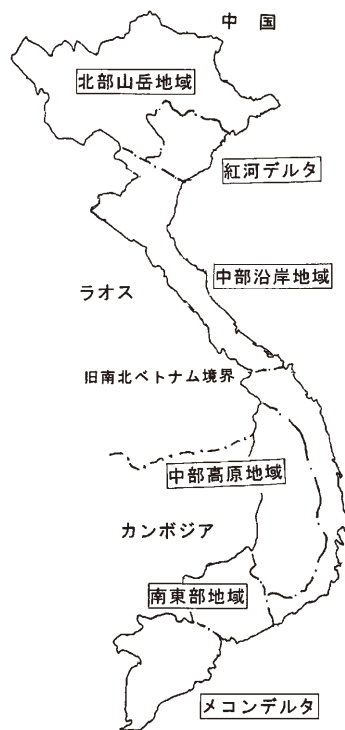 中国
北部山岳地域
紅河デルタ
中部沿岸地域
ラオス
旧南北ベトナム境界
中部高原地域
カンボジア
南東部地域
メコンデルタ